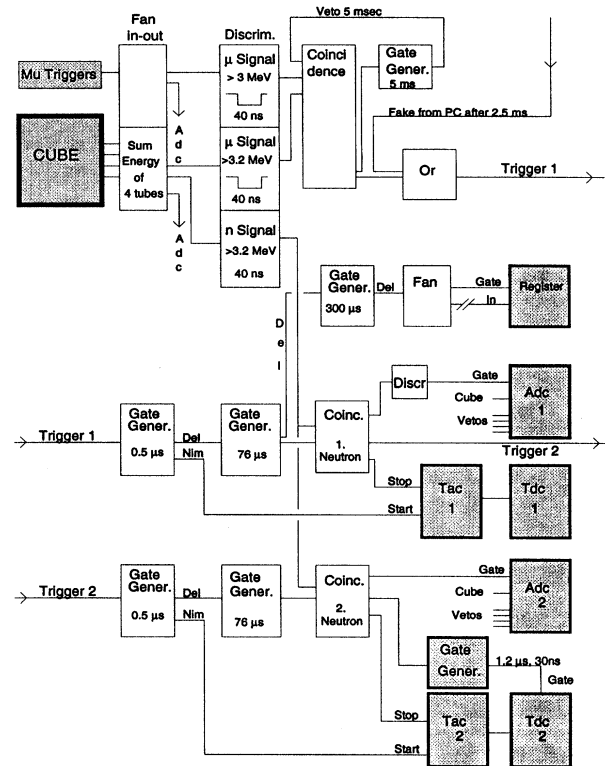 Fan
in-out
Discrim.
Veto 5 msec
Mu Triggers
µ Signal
> 3 MeV
40 ns
Coinci
dence
Gate
Gener.
5 ms
A
d
c
Fake from PC after 2.5 ms
CUBE
Sum
Energy
of
4 tubes
µ Signal
>3.2 MeV
40 ns
Or
Trigger 1
A
d
c
n Signal
>3.2 MeV
40 ns
Gate
Gener.
300 µs
Del
Fan
Gate
In
Register
D
e
l
Discr
Gate
Cube
Vetos
Adc
1
Trigger 1
Gate
Gener.
0.5 µs
Del
Nim
Gate
Gener.
76 µs
Coinc.
1.
Neutron
Trigger 2
Stop
Start
Tac
1
Tdc
1
Trigger 2
Gate
Gener.
0.5 µs
Del
Nim
Gate
Gener.
76 µs
Coinc.
2.
Neutron
Gate
Cube
Vetos
Adc
2
Gate
Gener.
1.2 µs, 30ns
Gate
Stop
Start
Tac
2
Tdc
2